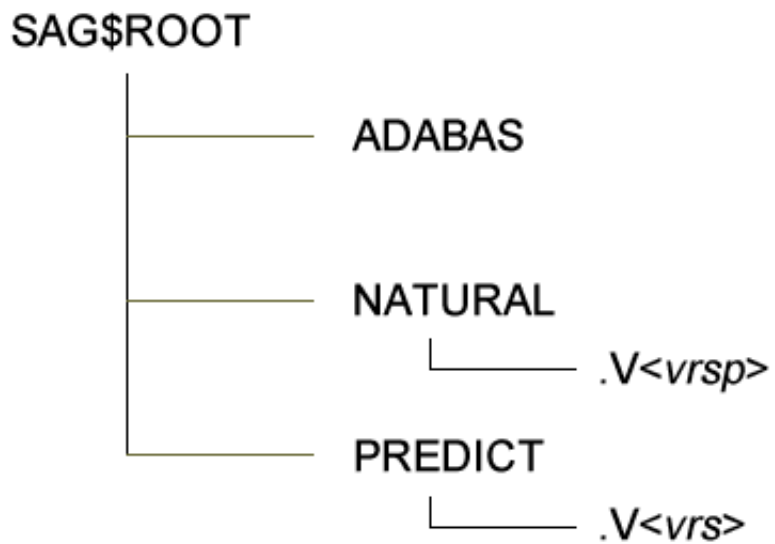 SAG$ROOT
ADABAS
NATURAL
.V<vrsp>
PREDICT
.V<vrs>